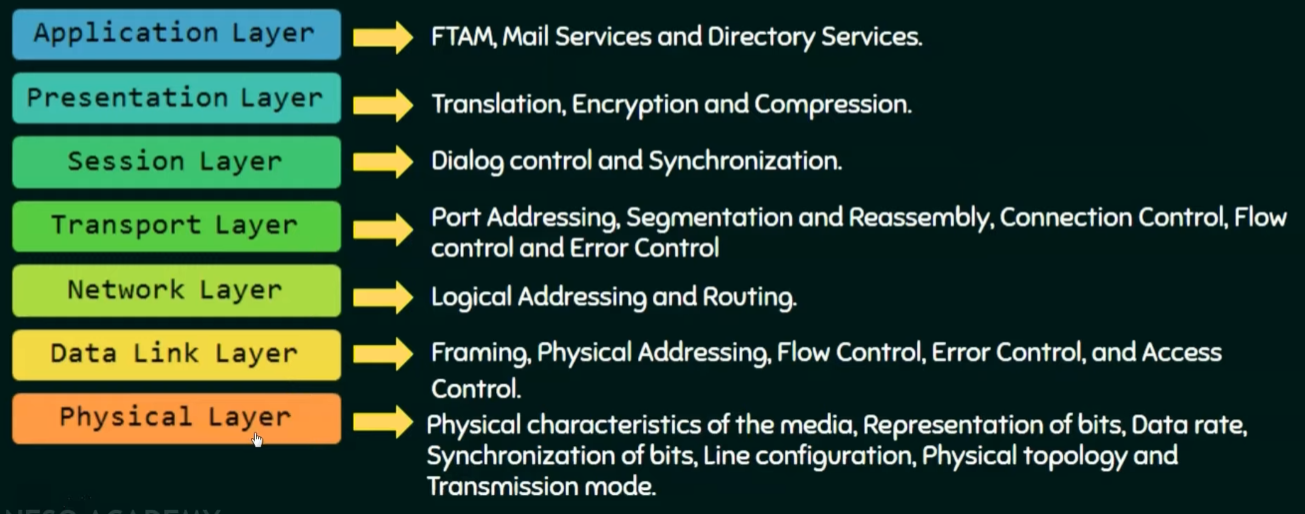 Application Layer
FTAM, Mail Services and Directory Services.
Presentation Layer
Translation, Encryption and Compression.
Session Layer
Dialog control and Synchronization.
Transport Layer
Port Addressing, Segmentation and Reassembly, Connection Control, Flow
control and Error Control
Network Layer
Logical Addressing and Routing.
Data Link Layer
Framing, Physical Addressing, Flow Control, Error Control, and Access
Control.
Physical Layer
Physical characteristics of the media, Representation of bits, Data rate,
Synchronization of bits, Line configuration, Physical topology and
Transmission mode.
NESO ACADEMY